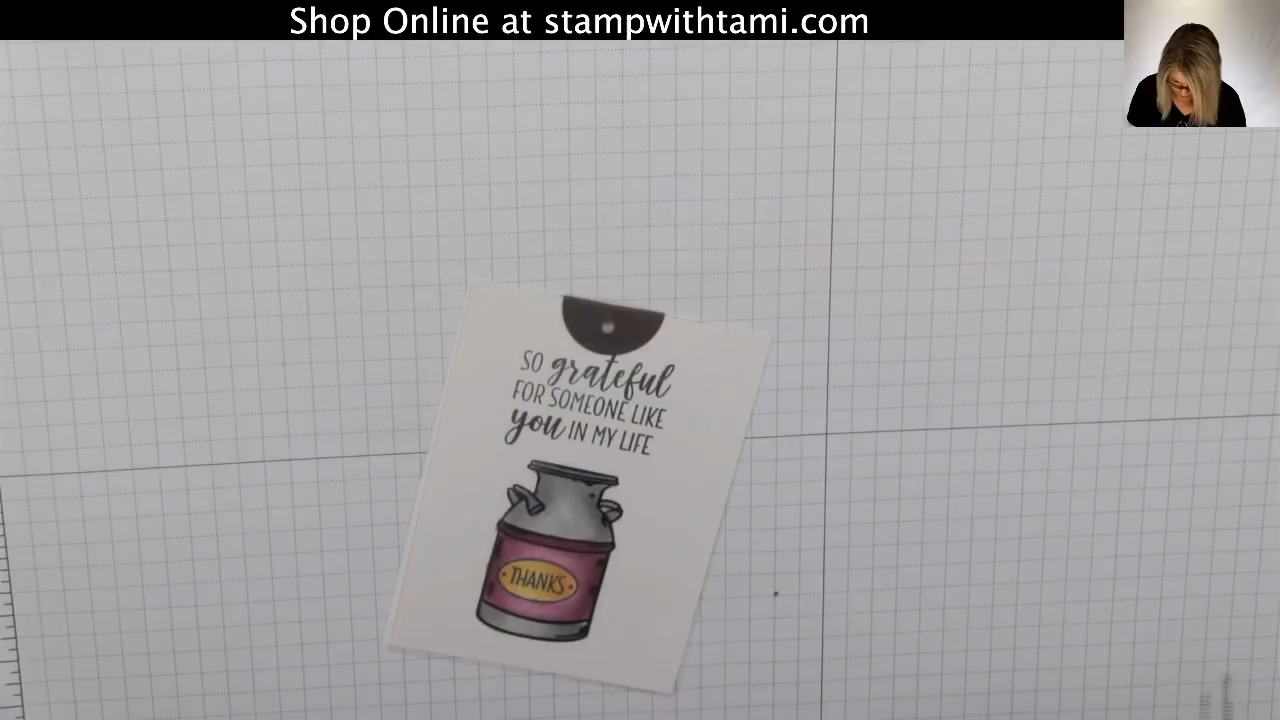 Shop Online at stampwithtami.com
SO grateful
FOR SOMEONE LIKE
you IN MY LIFE
THANKS